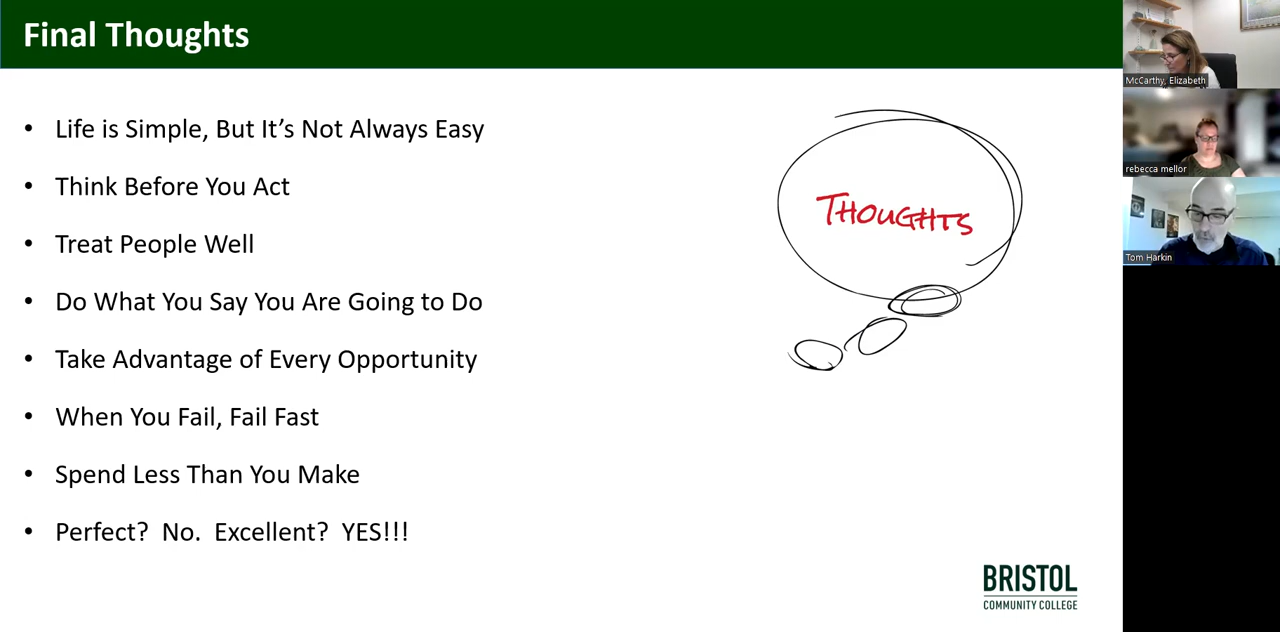 Final Thoughts
• Life is Simple, But It's Not Always Easy
• Think Before You Act
• Treat People Well
• Do What You Say You Are Going to Do
• Take Advantage of Every Opportunity
• When You Fail, Fail Fast
• Spend Less Than You Make
• Perfect?  No.  Excellent?  YES!!!
THOUGHTS
BRISTOL
COMMUNITY COLLEGE
McCarthy, Elizabeth
rebecca mellor
Tom Harkin